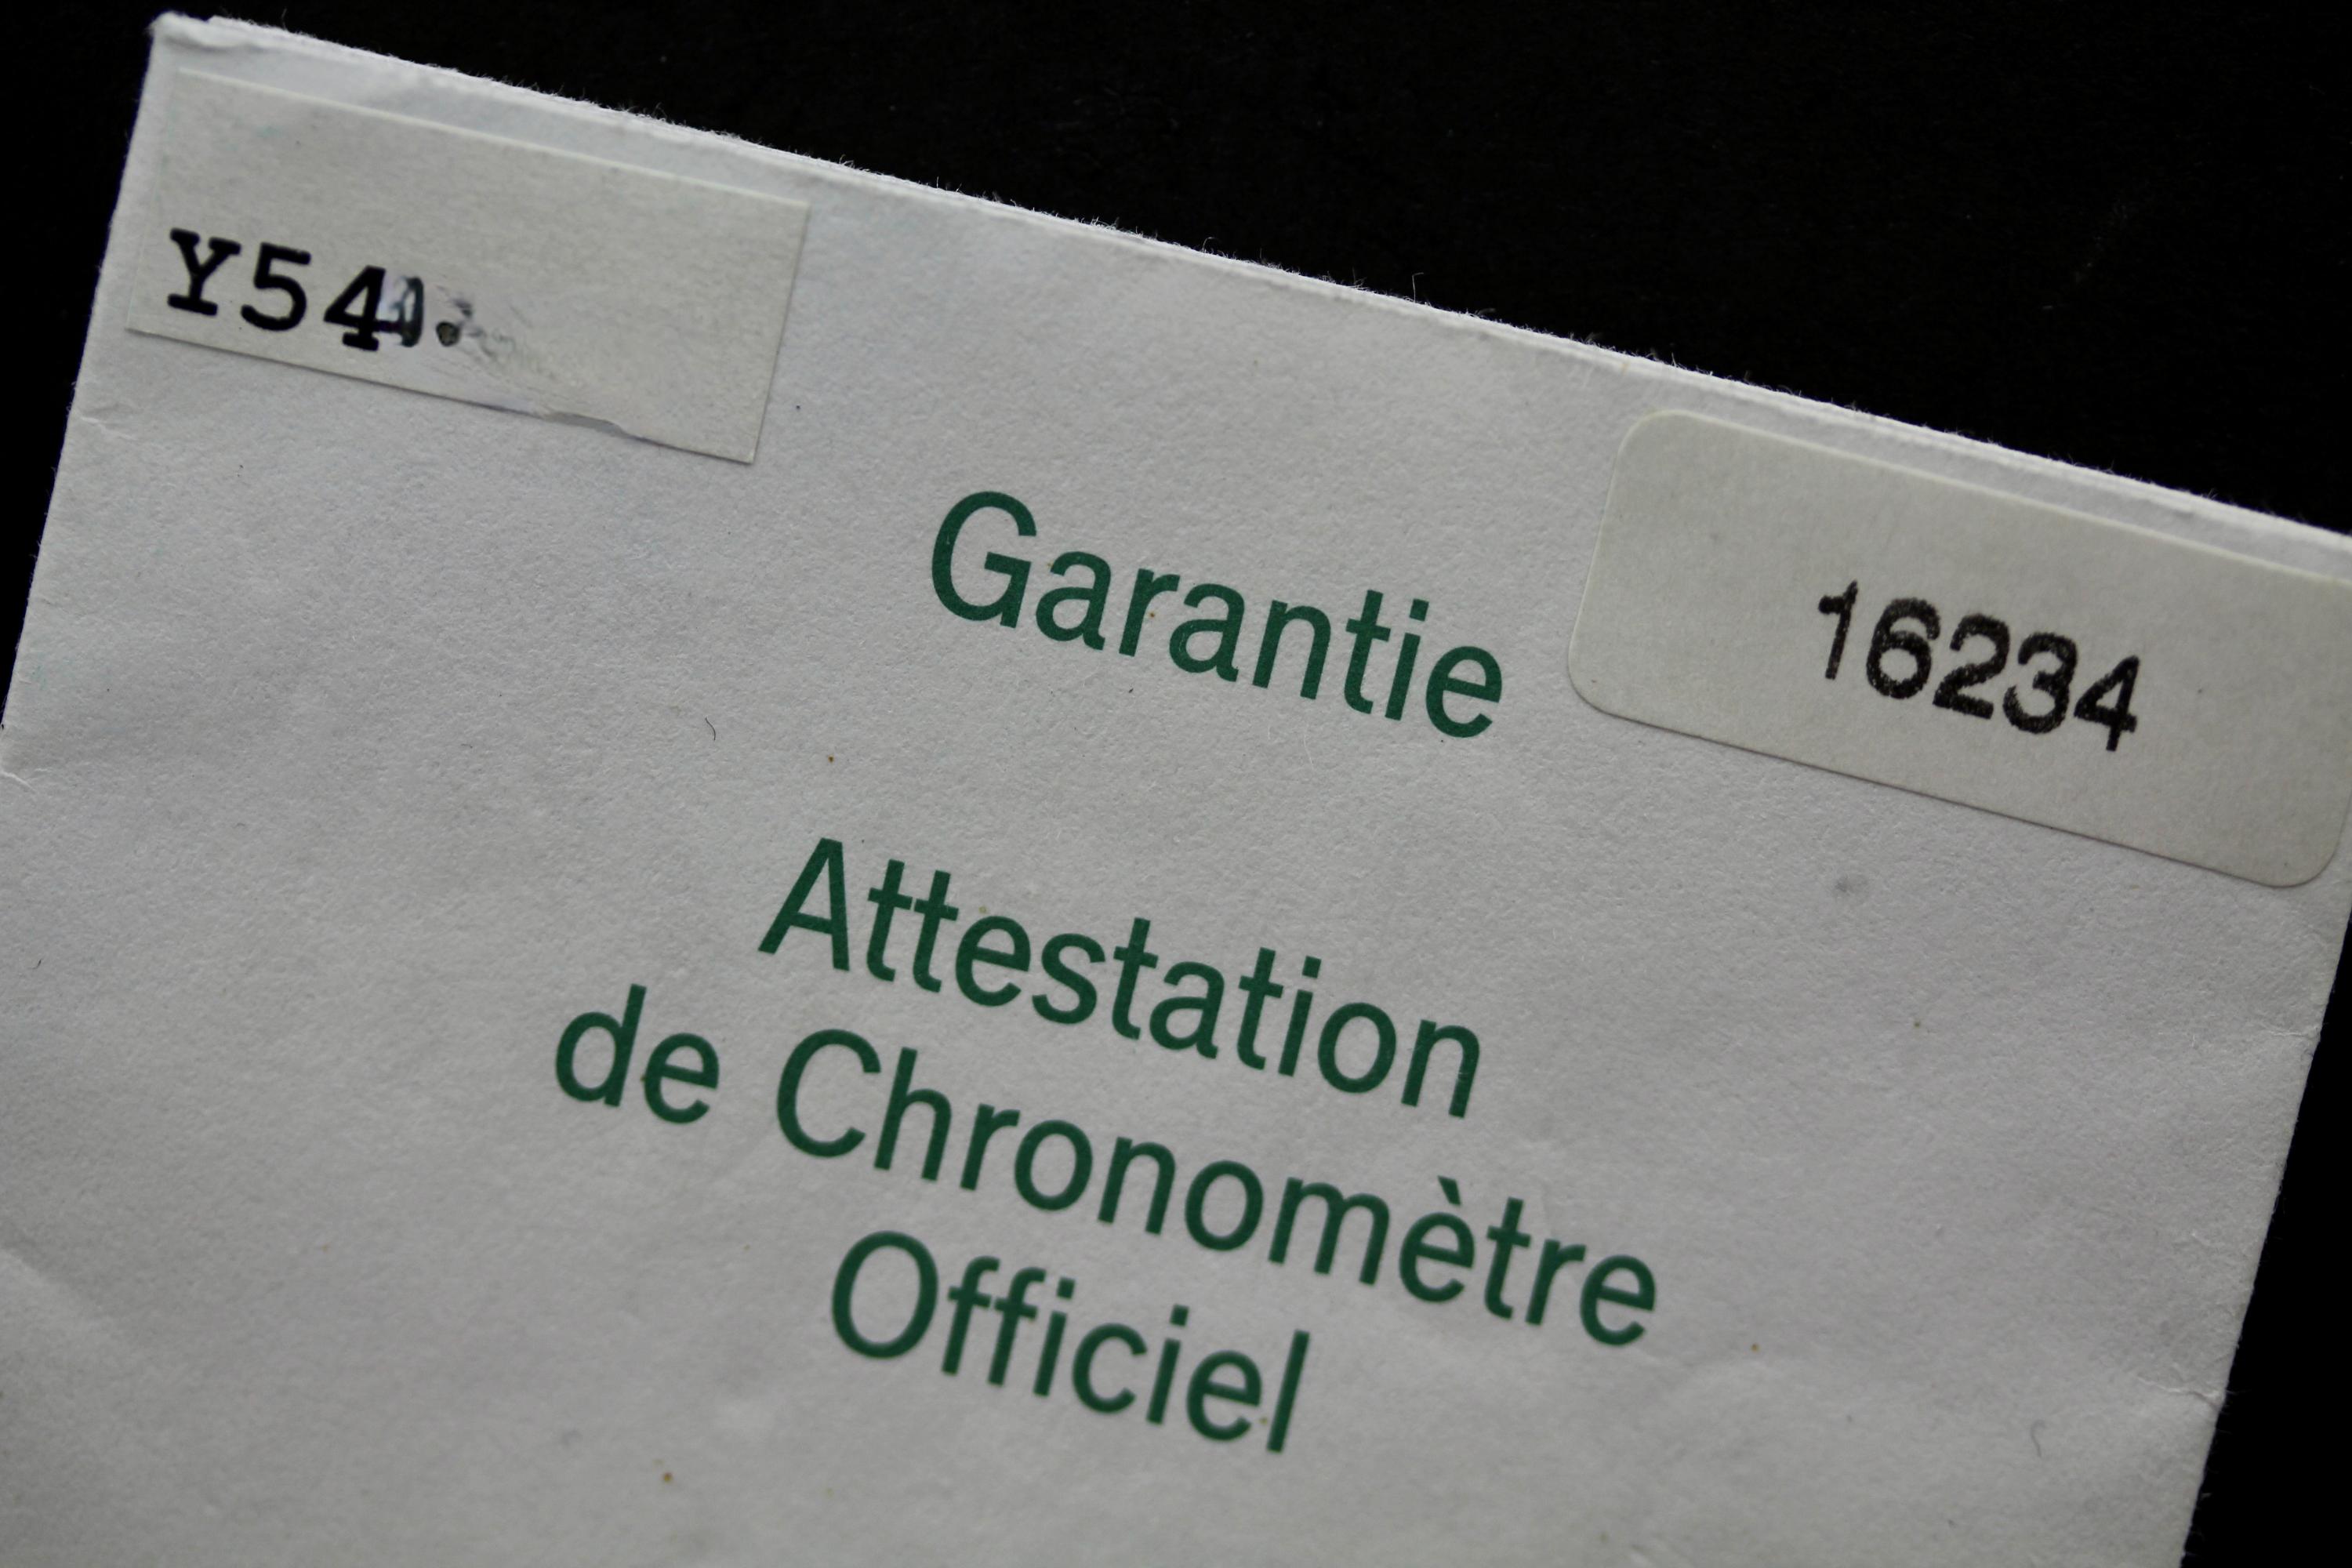 Y54
16234
Garantie
Attestation
de Chronomètre
Officiel